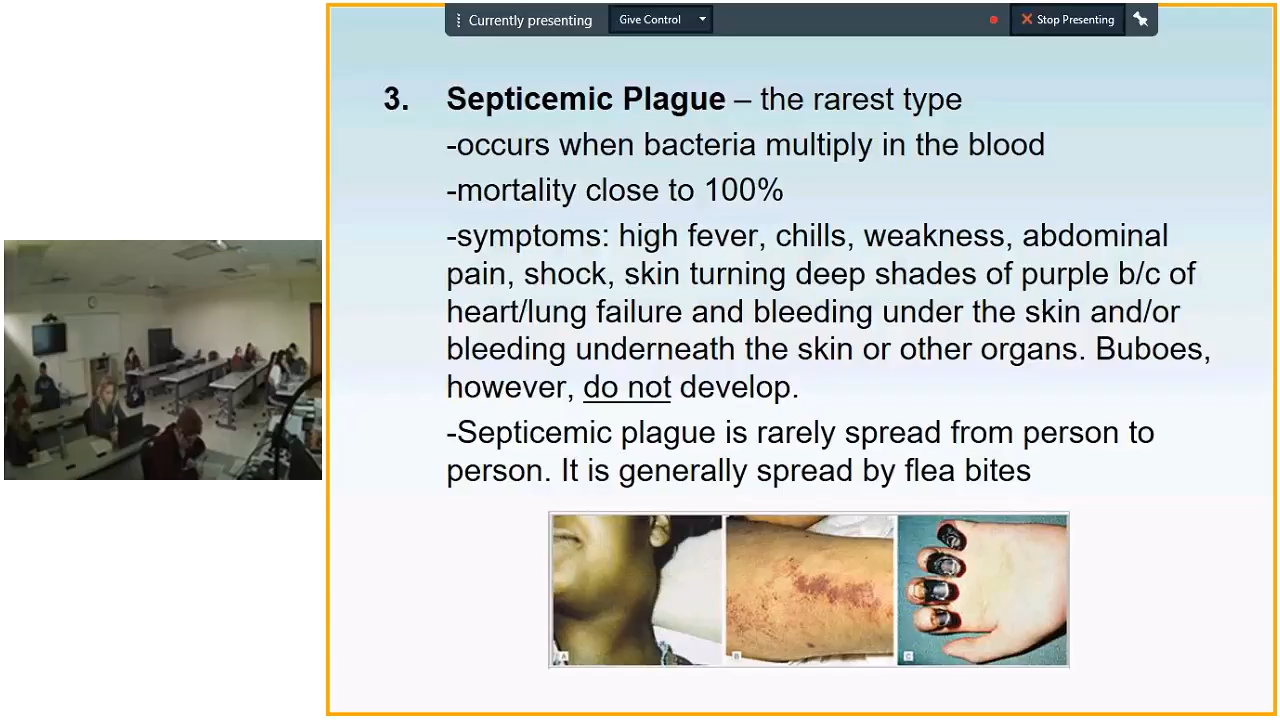 Currently presenting
Give Control
Stop Presenting
3. Septicemic Plague – the rarest type
-occurs when bacteria multiply in the blood
-mortality close to 100%
-symptoms: high fever, chills, weakness, abdominal
pain, shock, skin turning deep shades of purple b/c of
heart/lung failure and bleeding under the skin and/or
bleeding underneath the skin or other organs. Buboes,
however, do not develop.
-Septicemic plague is rarely spread from person to
person. It is generally spread by flea bites
A
B
C